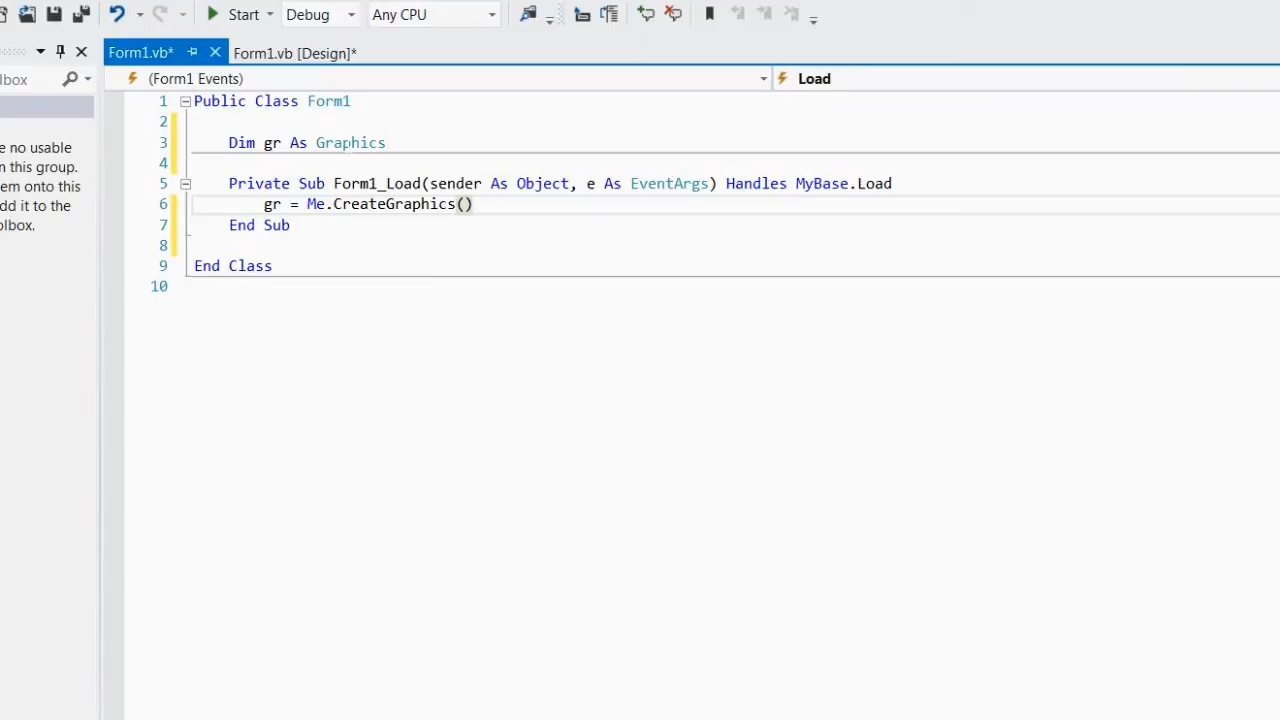 Start Debug Any CPU
Form1.vb* Form1.vb [Design]*
lbox
(Form1 Events) Load
e no usable
n this group.
em onto this
dd it to the
olbox.
1 Public Class Form1
2
3 Dim gr As Graphics
4
5 Private Sub Form1_Load(sender As Object, e As EventArgs) Handles MyBase.Load
6 gr = Me.CreateGraphics()
7 End Sub
8
9 End Class
10